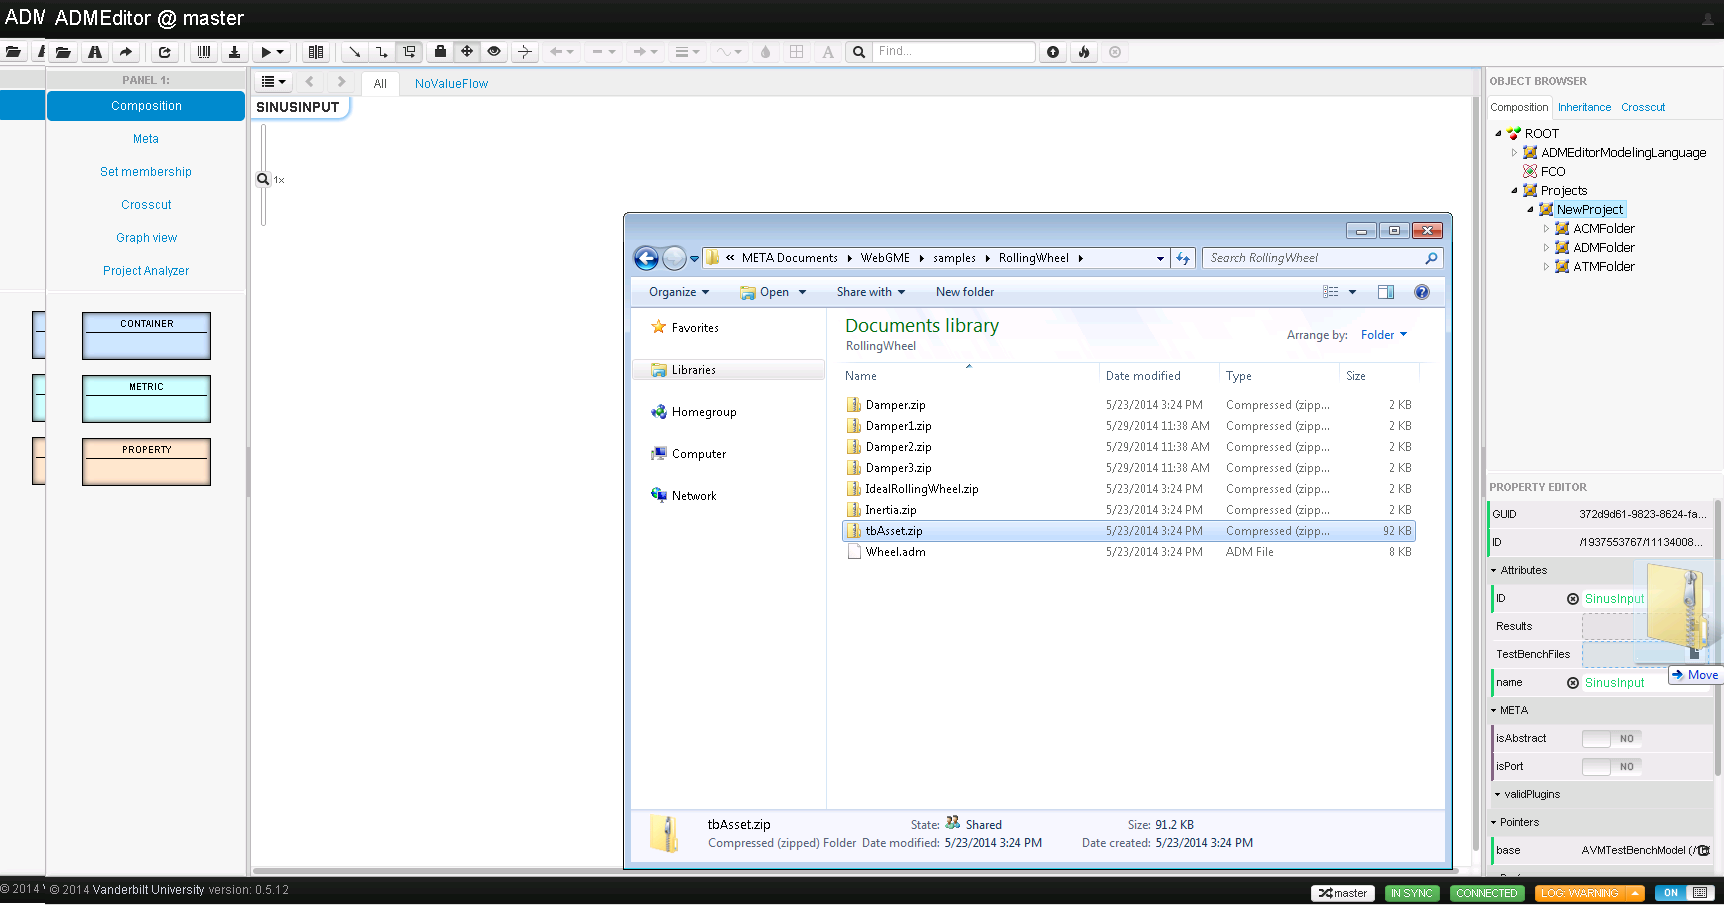 ADM ADMEditor @ master
Find...
PANEL 1:
Composition
Meta
Set membership
Crosscut
Graph view
Project Analyzer
CONTAINER
METRIC
PROPERTY
All NoValueFlow
SINUSINPUT
1x
« META Documents WebGME samples RollingWheel
Search RollingWheel
Organize Open Share with New folder
Favorites
Libraries
Homegroup
Computer
Network
Documents library
RollingWheel
Arrange by: Folder
Name Date modified Type Size
Damper.zip 5/23/2014 3:24 PM Compressed (zipp... 2 KB
Damper1.zip 5/29/2014 11:38 AM Compressed (zipp... 2 KB
Damper2.zip 5/29/2014 11:38 AM Compressed (zipp... 2 KB
Damper3.zip 5/29/2014 11:38 AM Compressed (zipp... 2 KB
IdealRollingWheel.zip 5/23/2014 3:24 PM Compressed (zipp... 2 KB
Inertia.zip 5/23/2014 3:24 PM Compressed (zipp... 2 KB
tbAsset.zip 5/23/2014 3:24 PM Compressed (zipp... 92 KB
Wheel.adm 5/23/2014 3:24 PM ADM File 8 KB
tbAsset.zip State: Shared Size: 91.2 KB
Compressed (zipped) Folder Date modified: 5/23/2014 3:24 PM Date created: 5/23/2014 3:24 PM
OBJECT BROWSER
Composition Inheritance Crosscut
ROOT
ADMEditorModelingLanguage
FCO
Projects
NewProject
ACMFolder
ADMFolder
ATMFolder
PROPERTY EDITOR
GUID 372d9d61-9823-8624-fa...
ID /1937553767/11134008...
Attributes
ID SinusInput
Results
TestBenchFiles
Move
name SinusInput
META
isAbstract NO
isPort NO
validPlugins
Pointers
base AVMTestBenchModel (/1
© 2014 © 2014 Vanderbilt University version: 0.5.12
master IN SYNC CONNECTED LOG: WARNING ON